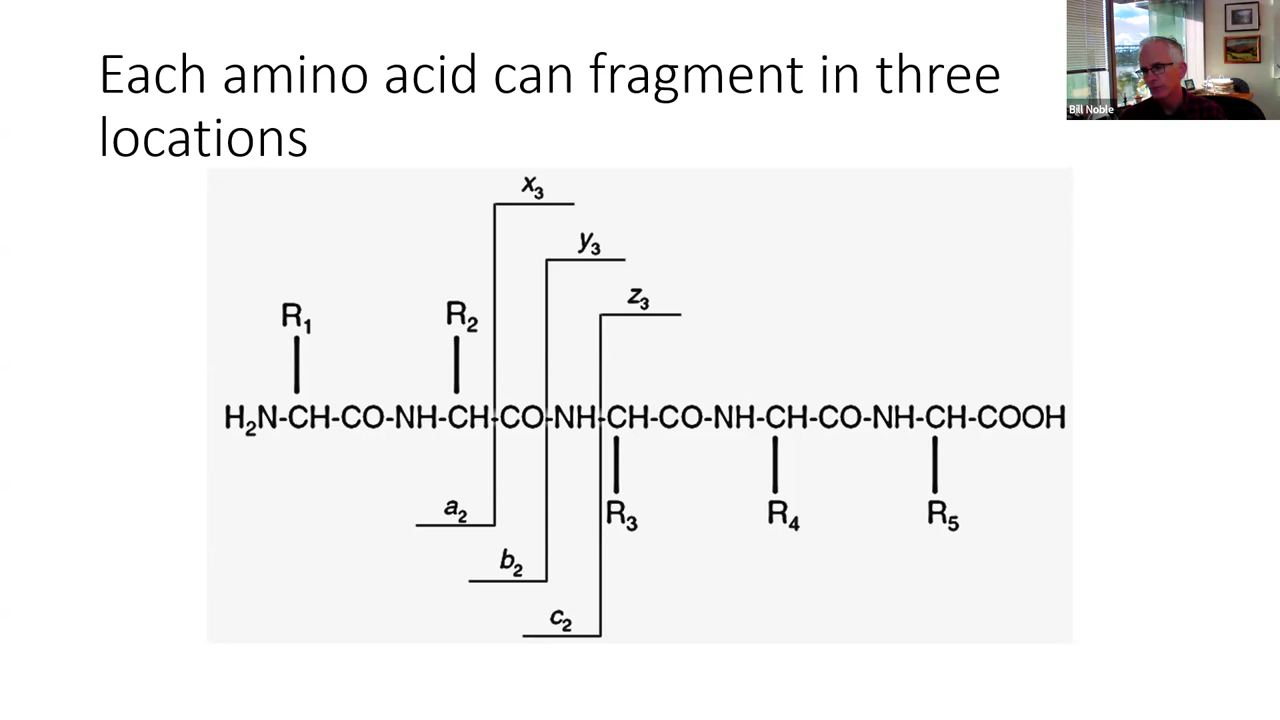 Each amino acid can fragment in three
locations
Bill Noble
x₃
y₃
z₃
R₁
R₂
H₂N-CH-CO-NH-CH-CO-NH-CH-CO-NH-CH-CO-NH-CH-COOH
a₂
R₃
R₄
R₅
b₂
c₂